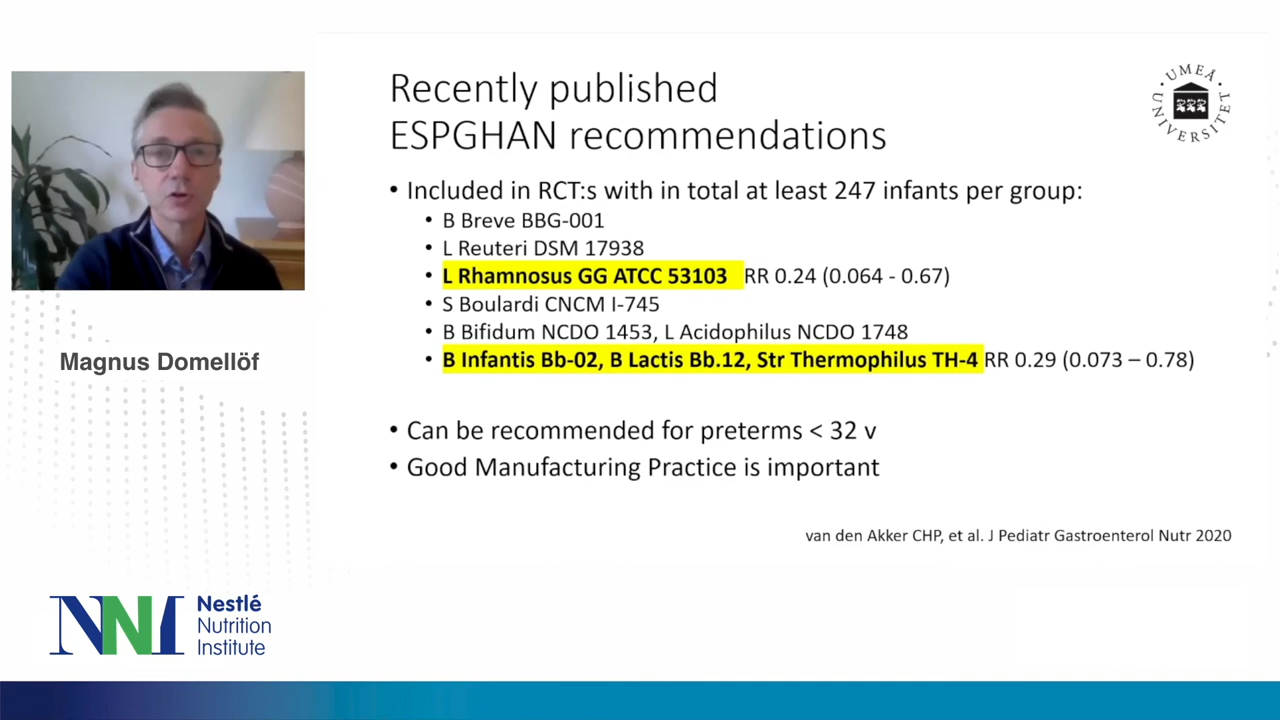 Recently published
ESPGHAN recommendations
UMEÅ UNIVERSITET
• Included in RCT:s with in total at least 247 infants per group:
• B Breve BBG-001
• L Reuteri DSM 17938
• L Rhamnosus GG ATCC 53103 RR 0.24 (0.064 - 0.67)
• S Boulardi CNCM I-745
• B Bifidum NCDO 1453, L Acidophilus NCDO 1748
• B Infantis Bb-02, B Lactis Bb.12, Str Thermophilus TH-4 RR 0.29 (0.073 – 0.78)
• Can be recommended for preterms < 32 v
• Good Manufacturing Practice is important
van den Akker CHP, et al. J Pediatr Gastroenterol Nutr 2020
Magnus Domellöf
NNI
Nestlé
Nutrition
Institute